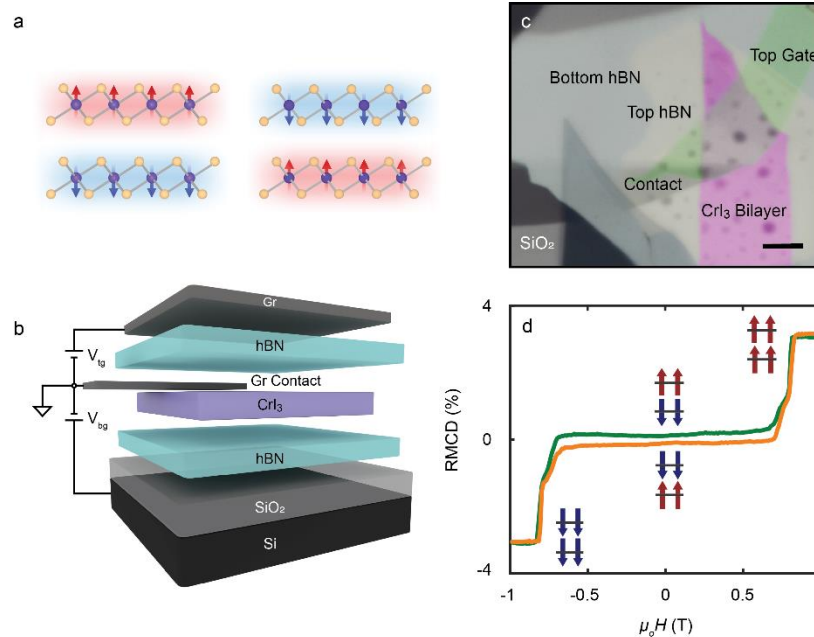 a
b
Gr
hBN
V_tg
Gr Contact
CrI₃
V_bg
hBN
SiO₂
Si
c
Top Gate
Bottom hBN
Top hBN
Contact
CrI₃ Bilayer
SiO₂
d
4
0
-4
RMCD (%)
-1
-0.5
0
0.5
μ₀H (T)